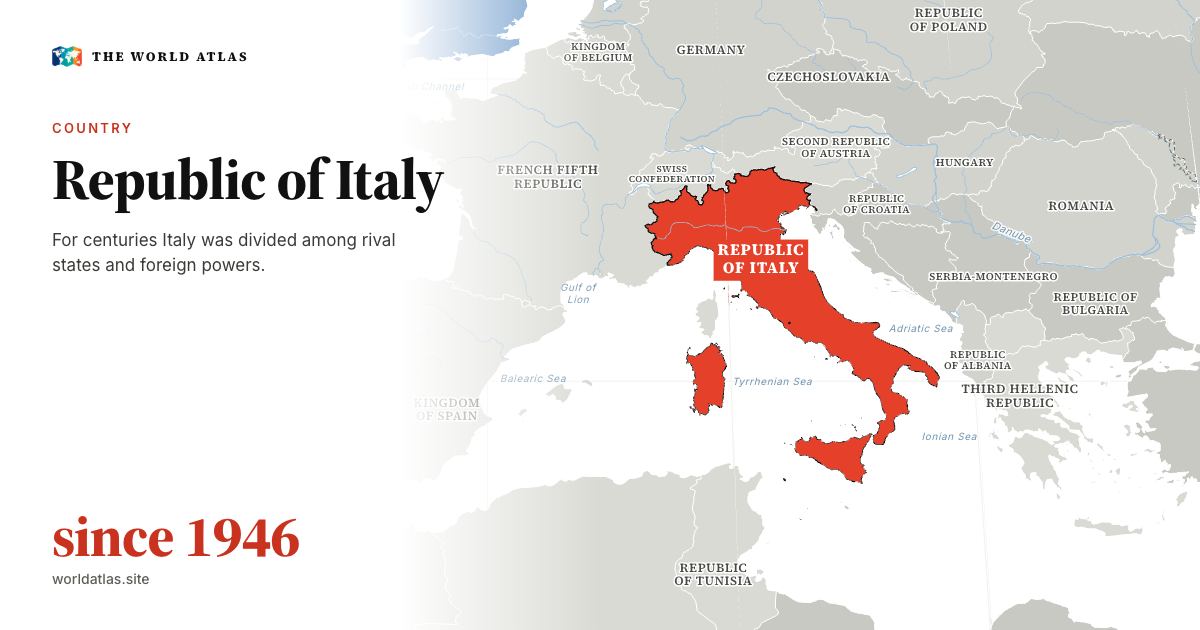 THE WORLD ATLAS
COUNTRY
Republic of Italy
For centuries Italy was divided among rival
states and foreign powers.
since 1946
worldatlas.site
REPUBLIC
OF POLAND
KINGDOM
OF BELGIUM
GERMANY
CZECHOSLOVAKIA
Channel
SECOND REPUBLIC
OF AUSTRIA
HUNGARY
FRENCH FIFTH
REPUBLIC
SWISS
CONFEDERATION
REPUBLIC
OF CROATIA
ROMANIA
Danube
REPUBLIC
OF ITALY
SERBIA-MONTENEGRO
Gulf of
Lion
REPUBLIC OF
BULGARIA
Adriatic Sea
REPUBLIC
OF ALBANIA
Balearic Sea
Tyrrhenian Sea
THIRD HELLENIC
REPUBLIC
KINGDOM
OF SPAIN
Ionian Sea
REPUBLIC
OF TUNISIA